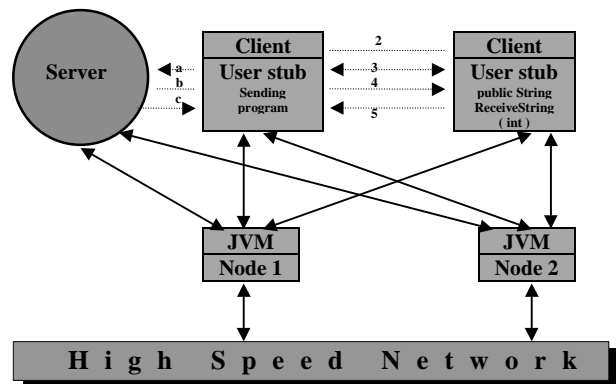 Server
a
b
c
Client
User stub
Sending
program
2
3
4
5
Client
User stub
public String
ReceiveString
( int )
JVM
Node 1
JVM
Node 2
High Speed Network